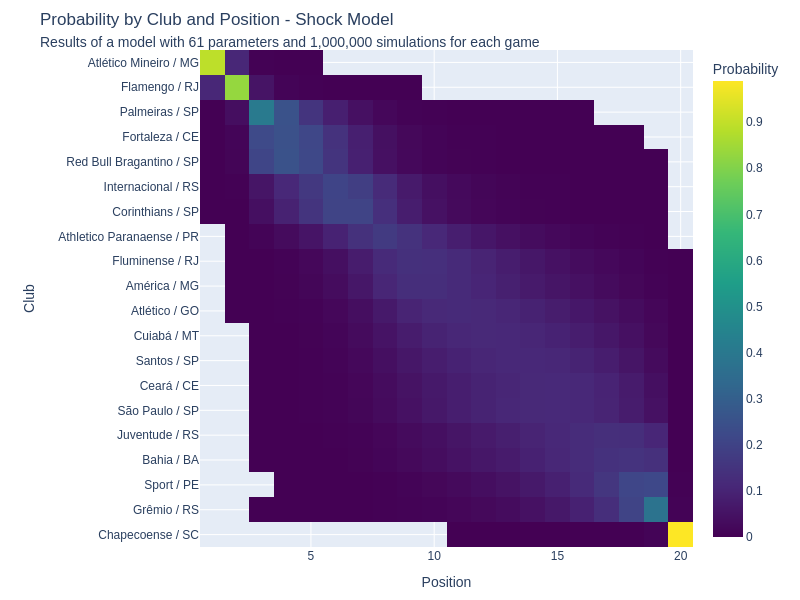 Probability by Club and Position - Shock Model
Results of a model with 61 parameters and 1,000,000 simulations for each game
Probability
Club
Atlético Mineiro / MG
Flamengo / RJ
Palmeiras / SP
Fortaleza / CE
Red Bull Bragantino / SP
Internacional / RS
Corinthians / SP
Athletico Paranaense / PR
Fluminense / RJ
América / MG
Atlético / GO
Cuiabá / MT
Santos / SP
Ceará / CE
São Paulo / SP
Juventude / RS
Bahia / BA
Sport / PE
Grêmio / RS
Chapecoense / SC
0.9
0.8
0.7
0.6
0.5
0.4
0.3
0.2
0.1
0
5
10
15
20
Position